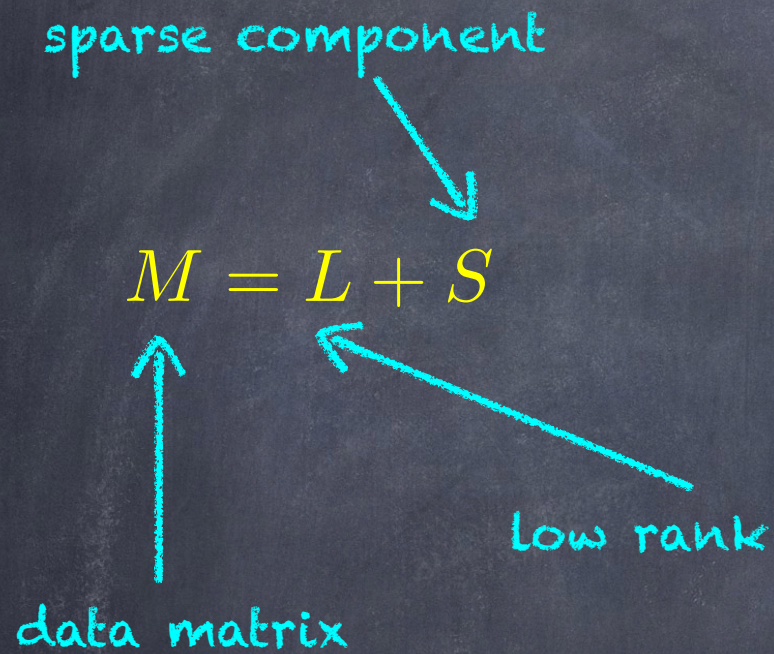 sparse component
M = L + S
low rank
data matrix